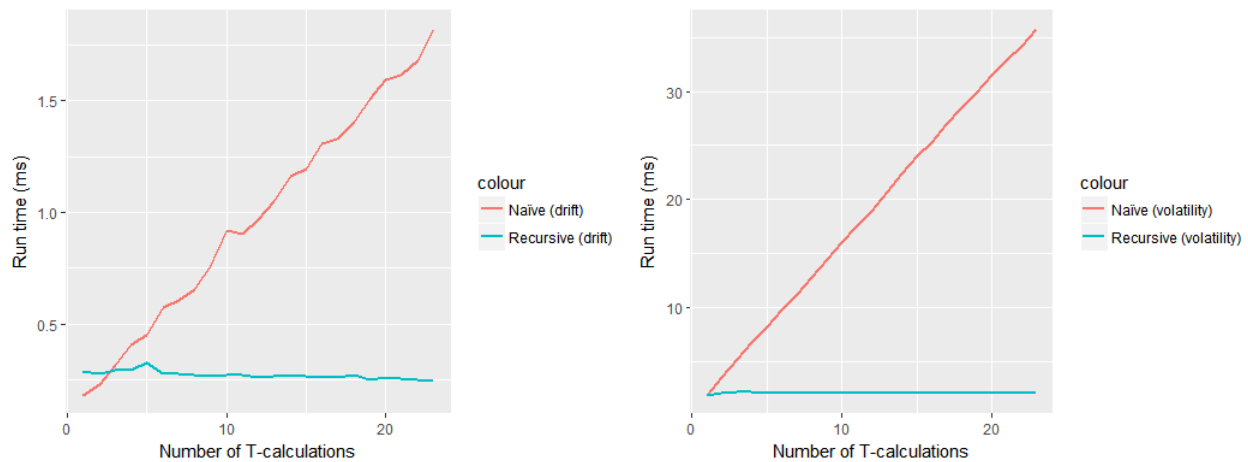 Run time (ms)
1.5
1.0
0.5
0
10
20
Number of T-calculations
colour
Naïve (drift)
Recursive (drift)
Run time (ms)
30
20
10
0
10
20
Number of T-calculations
colour
Naïve (volatility)
Recursive (volatility)